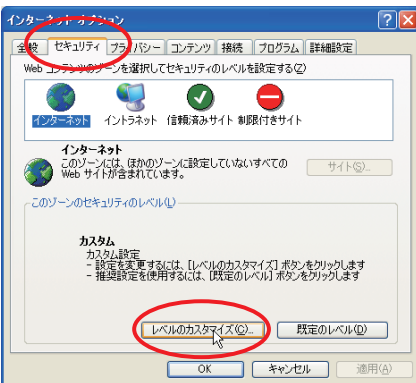 インターネット オプション
全般 セキュリティ プライバシー コンテンツ 接続 プログラム 詳細設定
Web コンテンツのゾーンを選択してセキュリティのレベルを設定する(Z)
インターネット イントラネット 信頼済みサイト 制限付きサイト
インターネット
このゾーンには、ほかのゾーンに設定していないすべての
Web サイトが含まれています。
サイト(S)...
このゾーンのセキュリティのレベル(L)
カスタム
カスタム設定
- 設定を変更するには、[レベルのカスタマイズ] ボタンをクリックします
- 推奨設定を使用するには、[既定のレベル] ボタンをクリックします
レベルのカスタマイズ(C)... 既定のレベル(D)
OK キャンセル 適用(A)